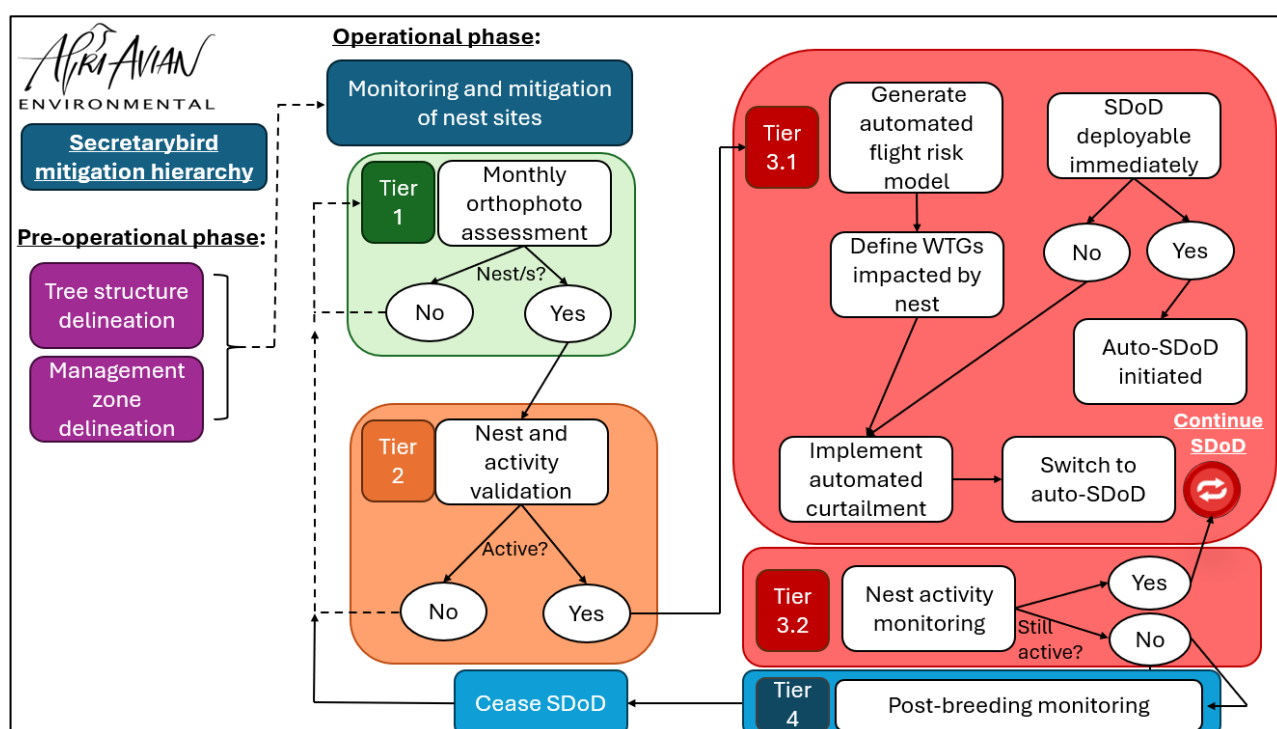 AfriAvian
ENVIRONMENTAL
Secretarybird
mitigation hierarchy
Pre-operational phase:
Tree structure
delineation
Management
zone
delineation
Operational phase:
Monitoring and mitigation
of nest sites
Tier
1
Monthly
orthophoto
assessment
Nest/s?
No
Yes
Tier
2
Nest and
activity
validation
Active?
No
Yes
Cease SDoD
Tier
3.1
Generate
automated
flight risk
model
SDoD
deployable
immediately
Define WTGs
impacted by
nest
No
Yes
Auto-SDoD
initiated
Implement
automated
curtailment
Switch to
auto-SDoD
Continue
SDoD
Tier
3.2
Nest activity
monitoring
Still
active?
Yes
No
Tier
4
Post-breeding monitoring